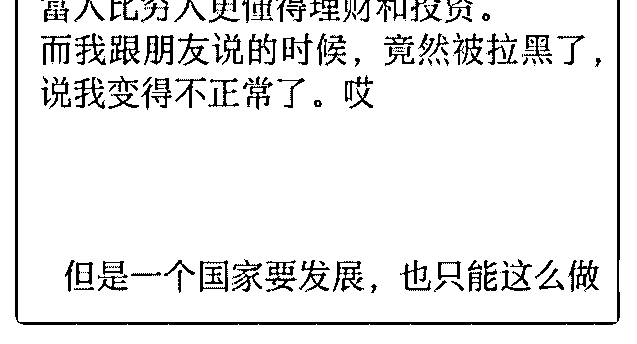 富人比穷人更懂得理财和投资。
而我跟朋友说的时候，竟然被拉黑了，
说我变得不正常了。哎
但是一个国家要发展，也只能这么做